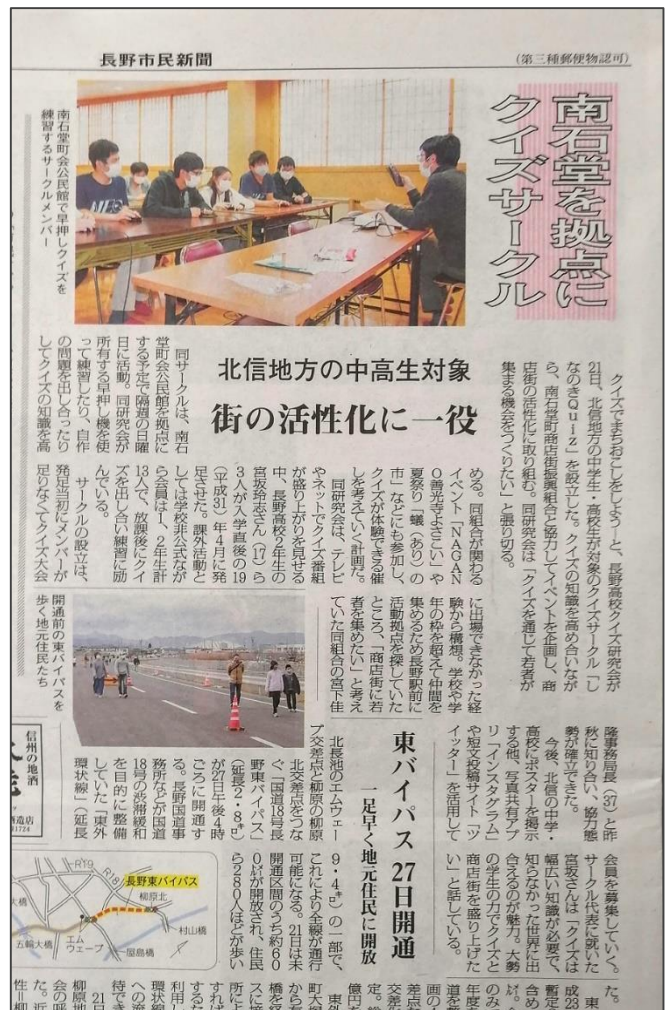 長野市民新聞
(第三種郵便物認可)
南石堂を拠点に
クイズサークル
南石堂町会公民館で早押しクイズを
練習するサークルメンバー
北信地方の中高生対象
街の活性化に一役
クイズでまちおこしをしよう―と、長野高校クイズ研究会が
21日、北信地方の中学生・高校生が対象のクイズサークル「し
なのきQuiz」を設立した。クイズの知識を高め合いなが
ら、南石堂町商店街振興組合と協力してイベントを企画し、商
店街の活性化に取り組む。同研究会は「クイズを通じて若者が
集まる機会をつくりたい」と張り切る。
同サークルは、南石
堂町会公民館を拠点に
する予定で隔週の日曜
日に活動。同研究会が
所有する早押し機を使
って練習したり、自作
の問題を出し合ったり
してクイズの知識を高
める。同組合が関わる
イベント「NAGAN
O善光寺よさこい」や
夏祭り「蟻(あり)の
市」などにも参加し、
クイズが体験できる催
しを考えていく計画だ。
同研究会は、テレビ
やネットでクイズ番組
が盛り上がりを見せる
中、長野高校2年生の
宮坂玲志さん(17)ら
3人が入学直後の19
(平成31)年4月に発
足させた。課外活動と
しては学校非公式なが
ら会員は1、2年生計
13人で、放課後にクイ
ズを出し合い練習に励
んでいる。
サークルの設立は、
発足当初にメンバーが
足りなくてクイズ大会
に出場できなかった経
験から構想。学校や学
年の枠を超えて仲間を
集めるため長野駅前に
活動拠点を探していた
ところ、「商店街に若
者を集めたい」と考え
ていた同組合の宮下佳
隆事務局長(37)と昨
秋に知り合い、協力態
勢が確立できた。
今後、北信の中学・
高校にポスターを掲示
する他、写真共有アプ
リ「インスタグラム」
や短文投稿サイト「ツ
イッター」を活用して
会員を募集していく。
サークル代表に就いた
宮坂さんは「クイズは
幅広い知識が必要で、
知らなかった世界に出
合えるのが魅力。大勢
の学生の力でクイズと
商店街を盛り上げた
い」と話している。
開通前の東バイパスを
歩く地元住民たち
東バイパス27日開通
一足早く地元住民に開放
北長池のエムウェー
ブ交差点と柳原の柳原
北交差点をつな
ぐ「国道18号長
野東バイパス」
(延長2・8㌔)
が27日午後4時
ごろに開通す
る。長野国道事
務所などが国道
18号の渋滞緩和
を目的に整備
していた「東外
環状線」(延長
9・4㌔)の一部で、
これにより全線が通行
可能になる。21日は未
開通区間のうち約60
0㍍が開放され、住民
ら280人ほどが歩い
た。
信州の地酒
酒造店
1724
R19
R18
長野東バイパス
柳原北
村山橋
屋島橋
エム
ウェーブ
五輪大橋
大橋